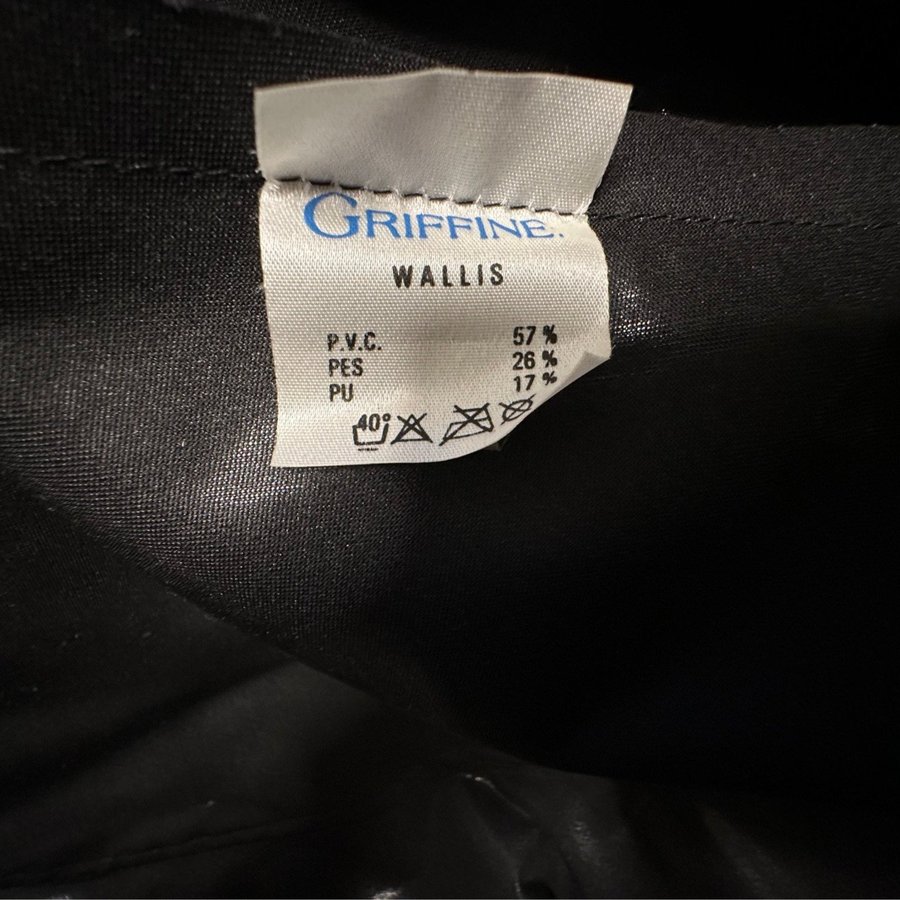 GRIFFINE.
WALLIS
P.V.C. 57 %
PES 26 %
PU 17 %
40°